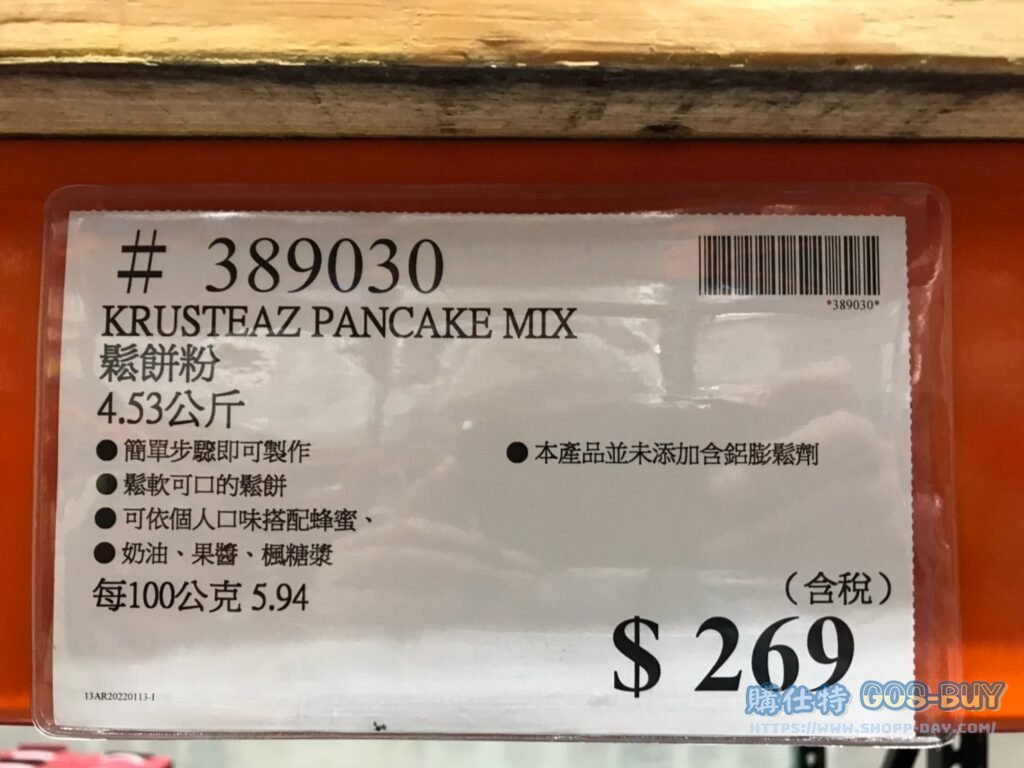 # 389030
*389030*
KRUSTEAZ PANCAKE MIX
鬆餅粉
4.53公斤
●簡單步驟即可製作
●鬆軟可口的鬆餅
●可依個人口味搭配蜂蜜、
●奶油、果醬、楓糖漿
●本產品並未添加含鋁膨鬆劑
每100公克 5.94
(含稅)
$ 269
13AR20220113-1
購仕特 GOS-BUY
HTTPS://WWW.SHOPP-DAY.COM/